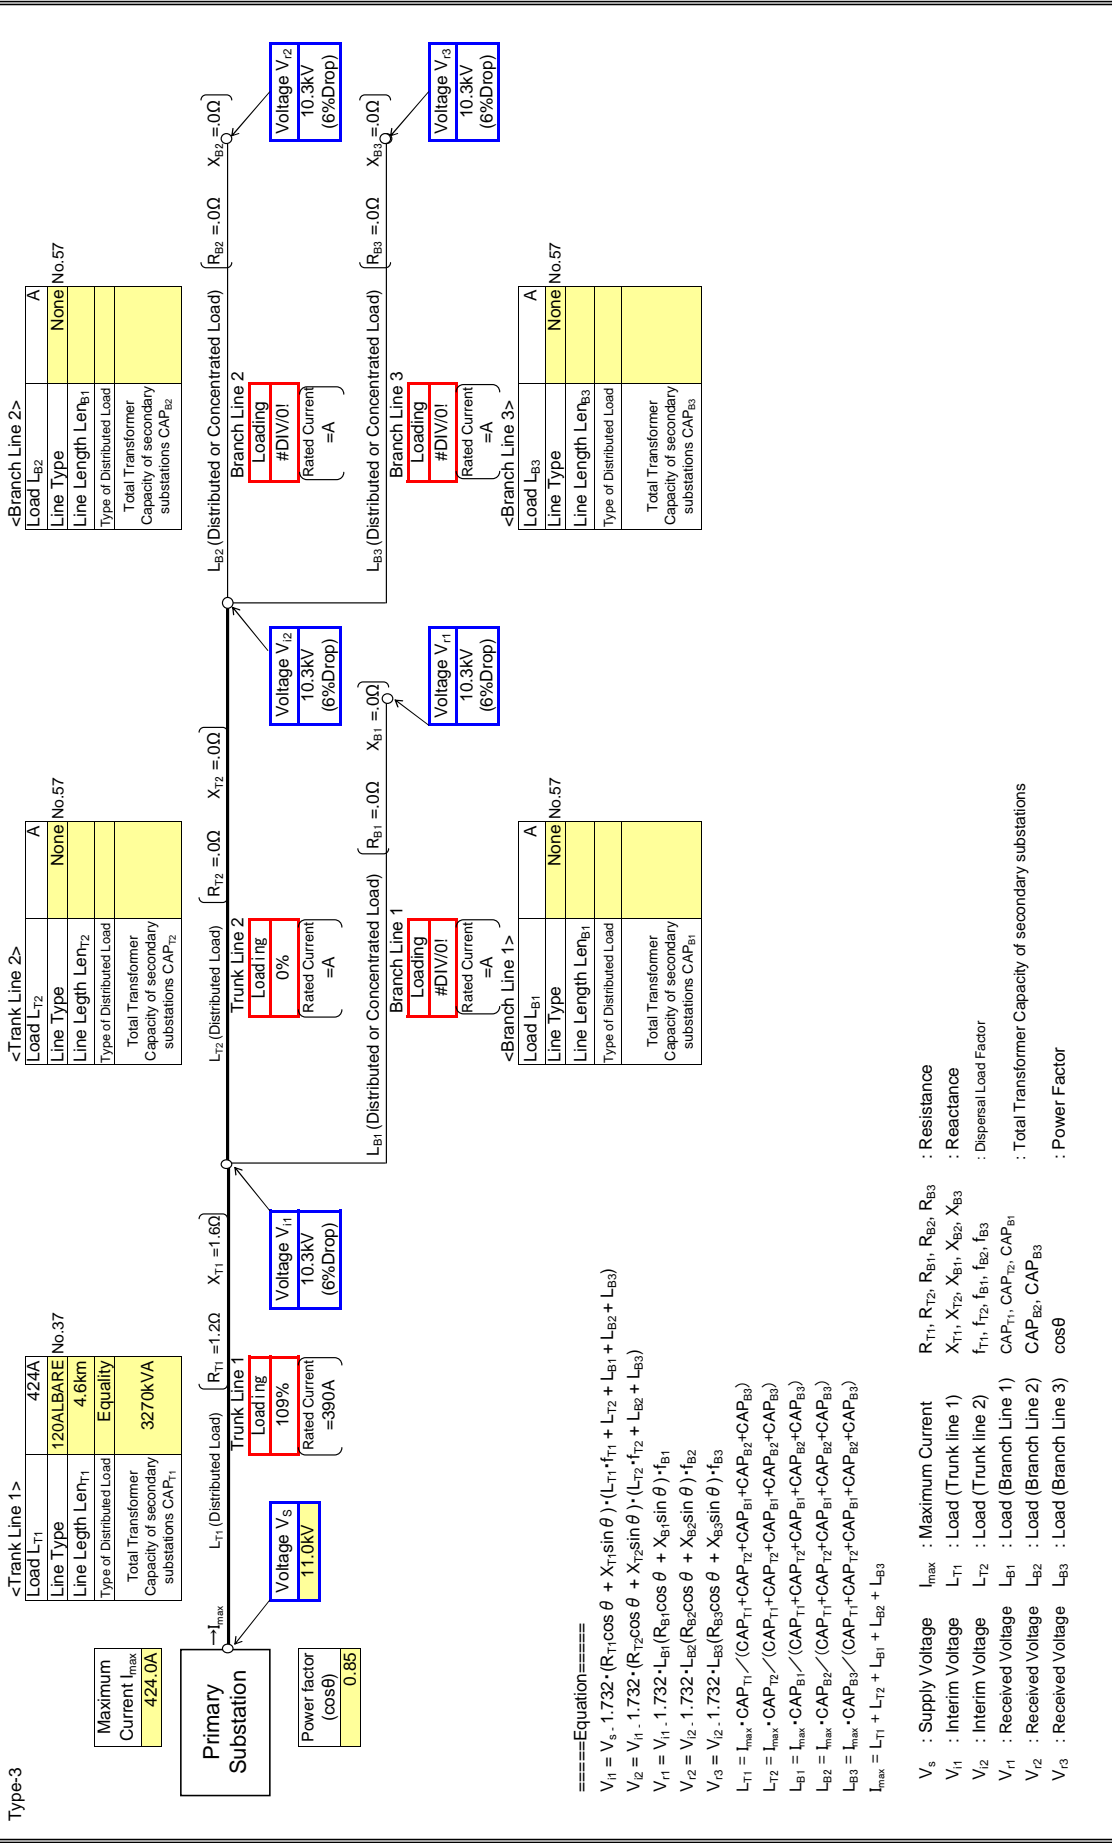 Type-3
Maximum
Current Imax
424.0A
<Trank Line 1>
Load LT1 424A
Line Type 120ALBARE No.37
Line Legth LenT1 4.6km
Type of Distributed Load Equality
Total Transformer
Capacity of secondary
substations CAPT1
3270kVA
<Trank Line 2>
Load LT2 A
Line Type None No.57
Line Length LenT2
Type of Distributed Load
Total Transformer
Capacity of secondary
substations CAPT2
<Branch Line 2>
Load LB2 A
Line Type None No.57
Line Length LenB1
Type of Distributed Load
Total Transformer
Capacity of secondary
substations CAPB2
Primary
Substation
→Imax
LT1 (Distributed Load)
RT1 =1.2Ω XT1 =1.6Ω
LT2 (Distributed Load)
RT2 =.0Ω XT2 =.0Ω
LB2 (Distributed or Concentrated Load)
RB2 =.0Ω XB2 =.0Ω
Voltage VS
11.0kV
Trunk Line 1
Loading
109%
Rated Current
=390A
Voltage Vi1
10.3kV
(6%Drop)
Trunk Line 2
Loading
0%
Rated Current
=A
Voltage Vi2
10.3kV
(6%Drop)
Branch Line 2
Loading
#DIV/0!
Rated Current
=A
Voltage Vr2
10.3kV
(6%Drop)
Power factor
(cosθ)
0.85
LB1 (Distributed or Concentrated Load)
RB1 =.0Ω XB1 =.0Ω
LB3 (Distributed or Concentrated Load)
RB3 =.0Ω XB3 =.0Ω
Branch Line 1
Loading
#DIV/0!
Rated Current
=A
Voltage Vr1
10.3kV
(6%Drop)
Branch Line 3
Loading
#DIV/0!
Rated Current
=A
Voltage Vr3
10.3kV
(6%Drop)
<Branch Line 1>
Load LB1 A
Line Type None No.57
Line Length LenB1
Type of Distributed Load
Total Transformer
Capacity of secondary
substations CAPB1
<Branch Line 3>
Load LB3 A
Line Type None No.57
Line Length LenB3
Type of Distributed Load
Total Transformer
Capacity of secondary
substations CAPB3
=====Equation=====
Vi1 = Vs - 1.732・(RT1cos θ + XT1sin θ)・(LT1・fT1 + LT2 + LB1 + LB2 + LB3)
Vi2 = Vi1 - 1.732・(RT2cos θ + XT2sin θ)・(LT2・fT2 + LB2 + LB3)
Vr1 = Vi1 - 1.732・LB1(RB1cos θ + XB1sin θ)・fB1
Vr2 = Vi2 - 1.732・LB2(RB2cos θ + XB2sin θ)・fB2
Vr3 = Vi2 - 1.732・LB3(RB3cos θ + XB3sin θ)・fB3
LT1 = Imax・CAPT1／(CAPT1+CAPT2+CAPB1+CAPB2+CAPB3)
LT2 = Imax・CAPT2／(CAPT1+CAPT2+CAPB1+CAPB2+CAPB3)
LB1 = Imax・CAPB1／(CAPT1+CAPT2+CAPB1+CAPB2+CAPB3)
LB2 = Imax・CAPB2／(CAPT1+CAPT2+CAPB1+CAPB2+CAPB3)
LB3 = Imax・CAPB3／(CAPT1+CAPT2+CAPB1+CAPB2+CAPB3)
Imax = LT1 + LT2 + LB1 + LB2 + LB3
Vs : Supply Voltage Imax : Maximum Current RT1, RT2, RB1, RB2, RB3 : Resistance
Vi1 : Interim Voltage LT1 : Load (Trunk line 1) XT1, XT2, XB1, XB2, XB3 : Reactance
Vi2 : Interim Voltage LT2 : Load (Trunk line 2) fT1, fT2, fB1, fB2, fB3 : Dispersal Load Factor
Vr1 : Received Voltage LB1 : Load (Branch Line 1) CAPT1, CAPT2, CAPB1 : Total Transformer Capacity of secondary substations
Vr2 : Received Voltage LB2 : Load (Branch Line 2) CAPB2, CAPB3
Vr3 : Received Voltage LB3 : Load (Branch Line 3) cosθ : Power Factor